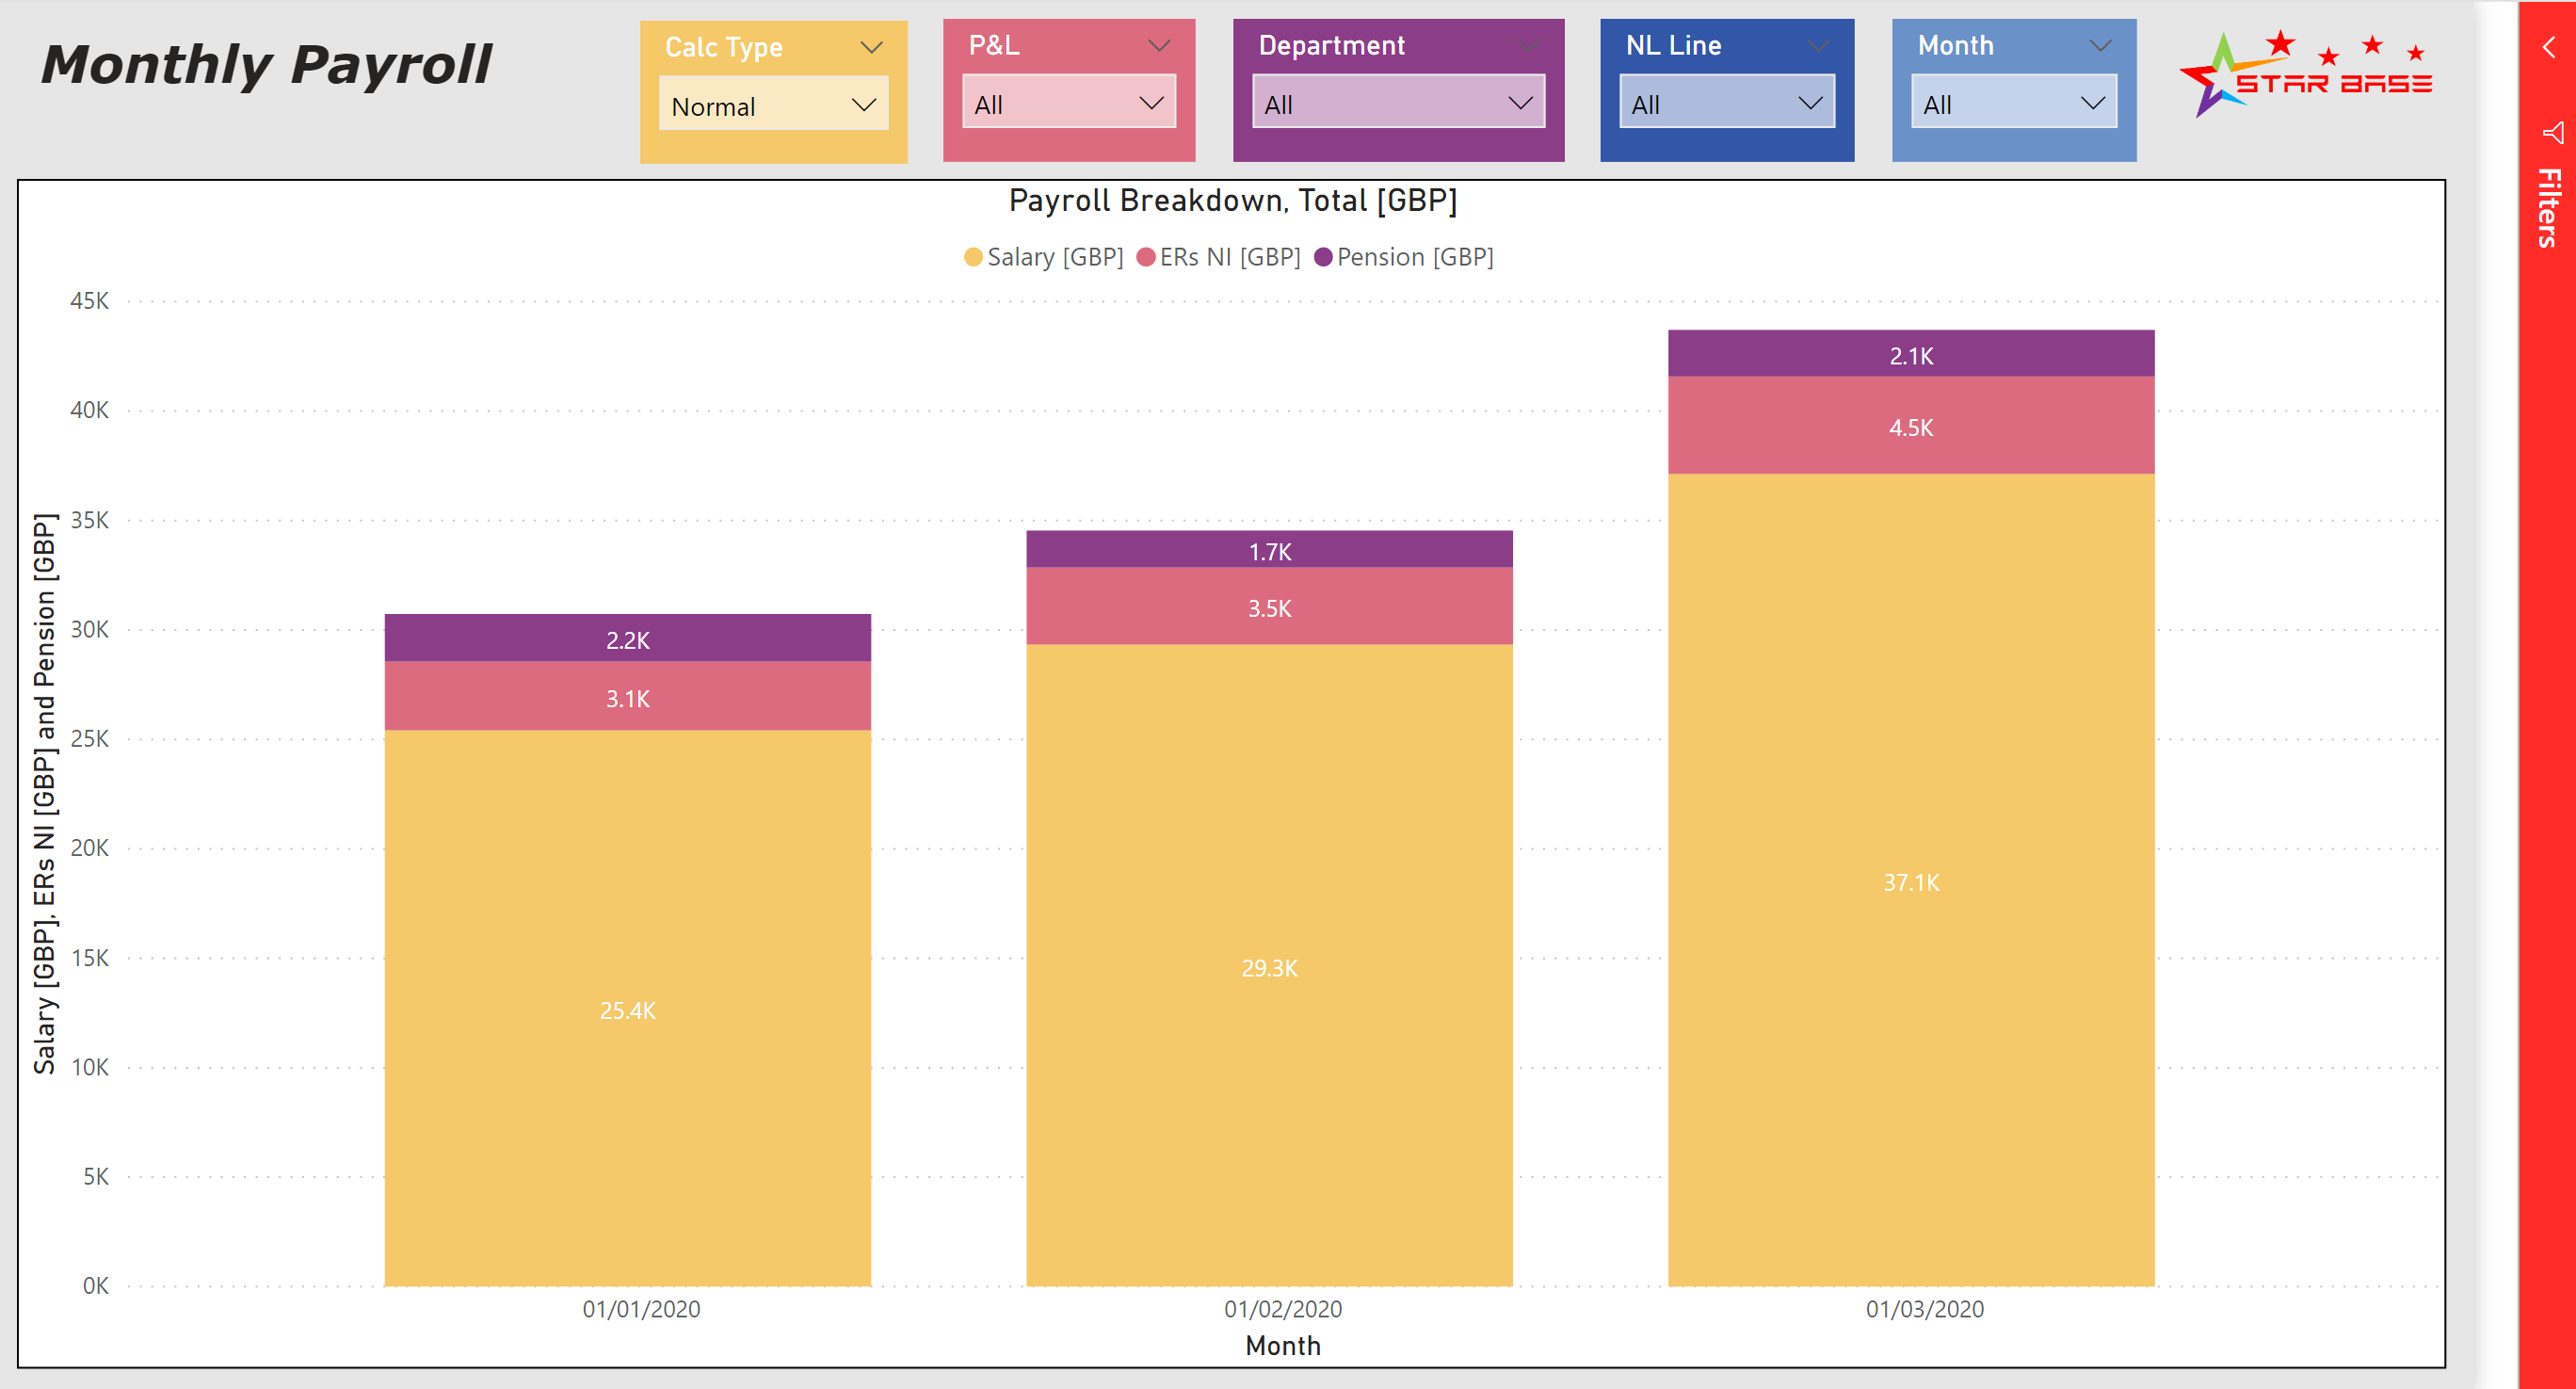 Monthly Payroll
Calc Type
Normal
P&L
All
Department
All
NL Line
All
Month
All
STAR BASE
Filters
Payroll Breakdown, Total [GBP]
Salary [GBP] ERs NI [GBP] Pension [GBP]
Salary [GBP], ERs NI [GBP] and Pension [GBP]
45K
40K
35K
30K
25K
20K
15K
10K
5K
0K
2.2K
3.1K
25.4K
1.7K
3.5K
29.3K
2.1K
4.5K
37.1K
01/01/2020
01/02/2020
01/03/2020
Month